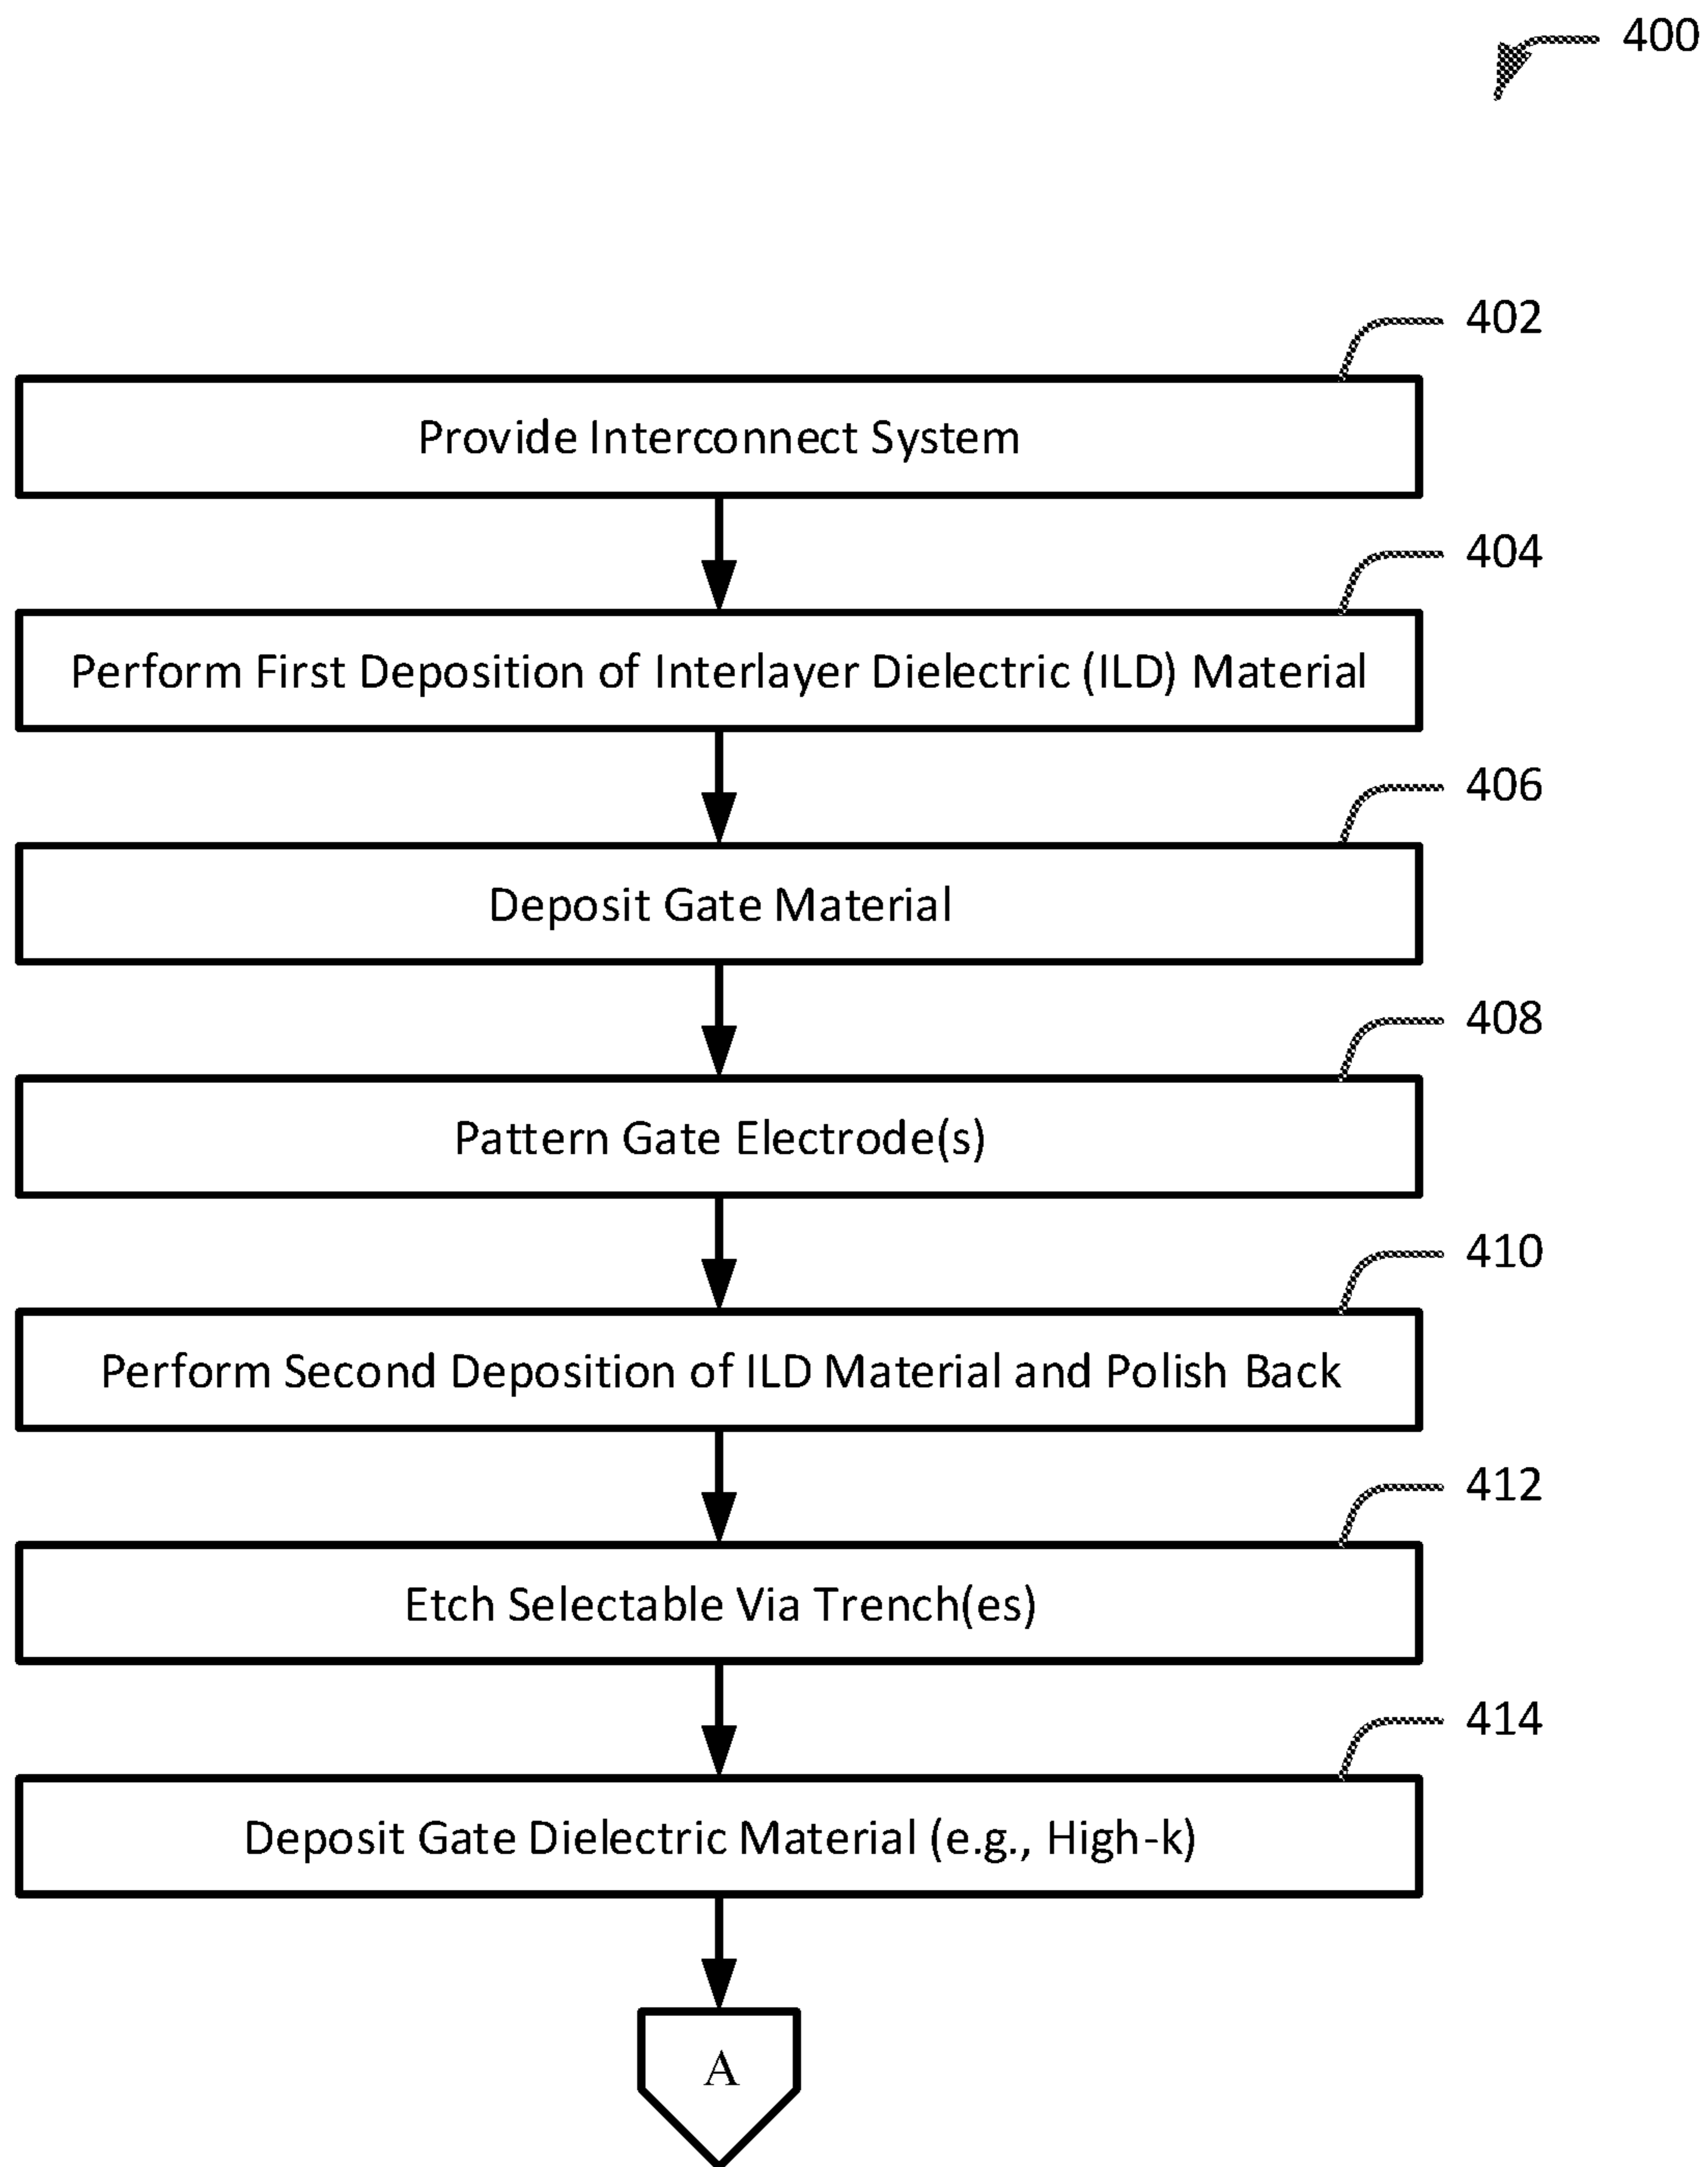 400
402
Provide Interconnect System
404
Perform First Deposition of Interlayer Dielectric (ILD) Material
406
Deposit Gate Material
408
Pattern Gate Electrode(s)
410
Perform Second Deposition of ILD Material and Polish Back
412
Etch Selectable Via Trench(es)
414
Deposit Gate Dielectric Material (e.g., High-k)
A